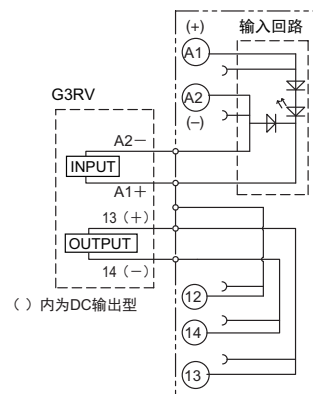 (+)
输入回路
A1
A2
(–)
G3RV
A2－
INPUT
A1＋
13（＋）
OUTPUT
14（－）
（ ）内为DC输出型
12
14
13